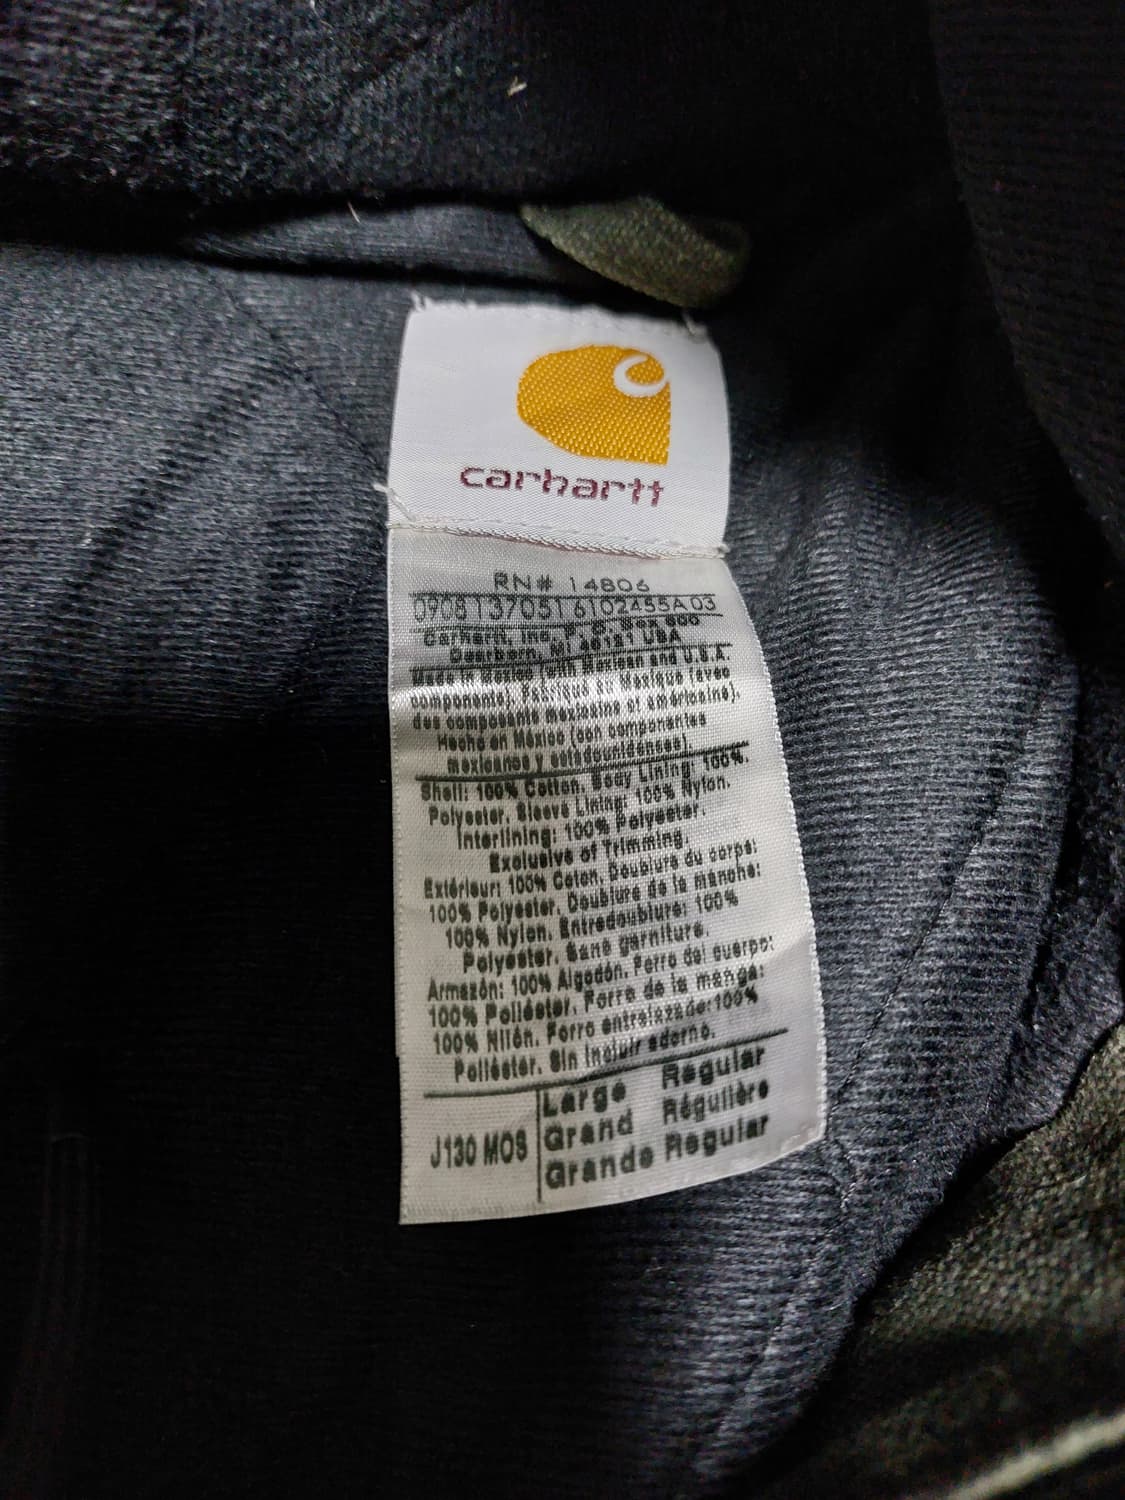 carhartt
RN# 14806
0908137051 6102455A 03
Carhartt, Inc. P. O. Box 600
Dearborn, MI 48121 USA
Made in Mexico (with Mexican and U.S.A.
components). Fabriqué au Mexique (avec
des composants mexicains et américains).
Hecho en México (con componentes
mexicanos y estadounidenses).
Shell: 100% Cotton. Body Lining: 100%.
Polyester. Sleeve Lining: 100% Nylon.
Interlining: 100% Polyester.
Exclusive of Trimming.
Extérieur: 100% Coton. Doublure du corps:
100% Polyester. Doublure de la manche:
100% Nylon. Entredoublure: 100%
Polyester. Sans garniture.
Armazón: 100% Algodón. Forro del cuerpo:
100% Poliéster. Forro de la manga:
100% Nilón. Forro entrelazado:100%
Poliéster. Sin incluir adorno.
Large Regular
J130 MOS Grand Régulière
Grande Regular